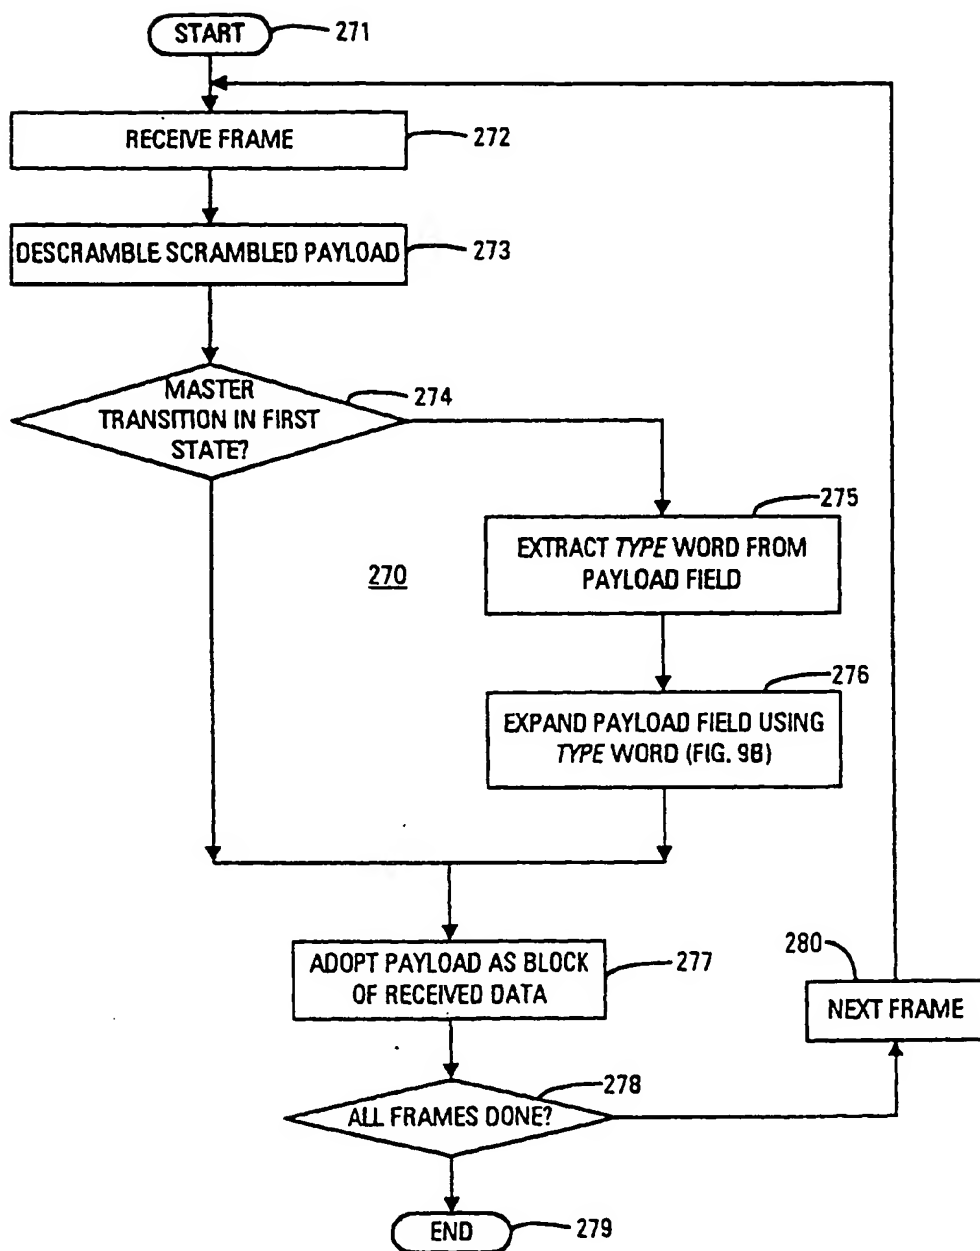 START
271
RECEIVE FRAME
272
DESCRAMBLE SCRAMBLED PAYLOAD
273
MASTER
TRANSITION IN FIRST
STATE?
274
275
EXTRACT TYPE WORD FROM
PAYLOAD FIELD
270
276
EXPAND PAYLOAD FIELD USING
TYPE WORD (FIG. 9B)
ADOPT PAYLOAD AS BLOCK
OF RECEIVED DATA
277
280
NEXT FRAME
278
ALL FRAMES DONE?
END
279